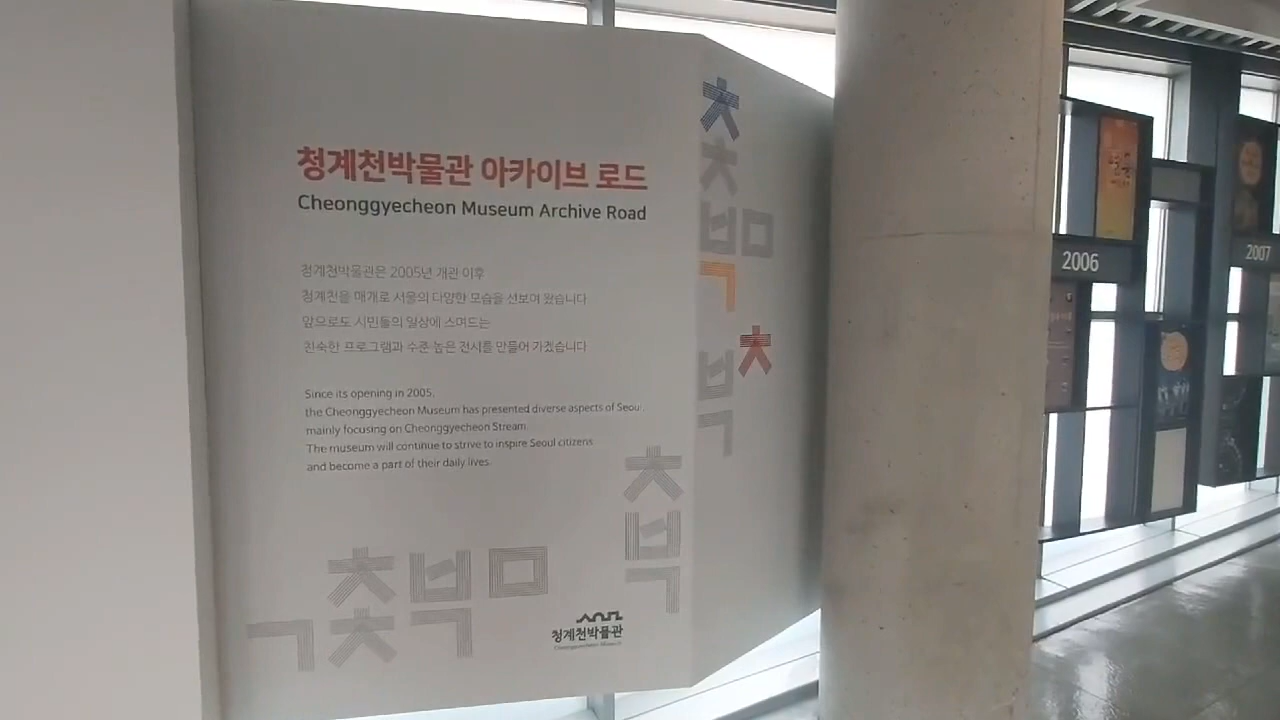 청계천박물관 아카이브 로드
Cheonggyecheon Museum Archive Road
청계천박물관은 2005년 개관 이후
청계천을 매개로 서울의 다양한 모습을 선보여 왔습니다.
앞으로도 시민들의 일상에 스며드는
친숙한 프로그램과 수준 높은 전시를 만들어 가겠습니다.
Since its opening in 2005,
the Cheonggyecheon Museum has presented diverse aspects of Seoul,
mainly focusing on Cheonggyecheon Stream.
The museum will continue to strive to inspire Seoul citizens
and become a part of their daily lives.
청계천박물관
Cheonggyecheon Museum
2006
2007